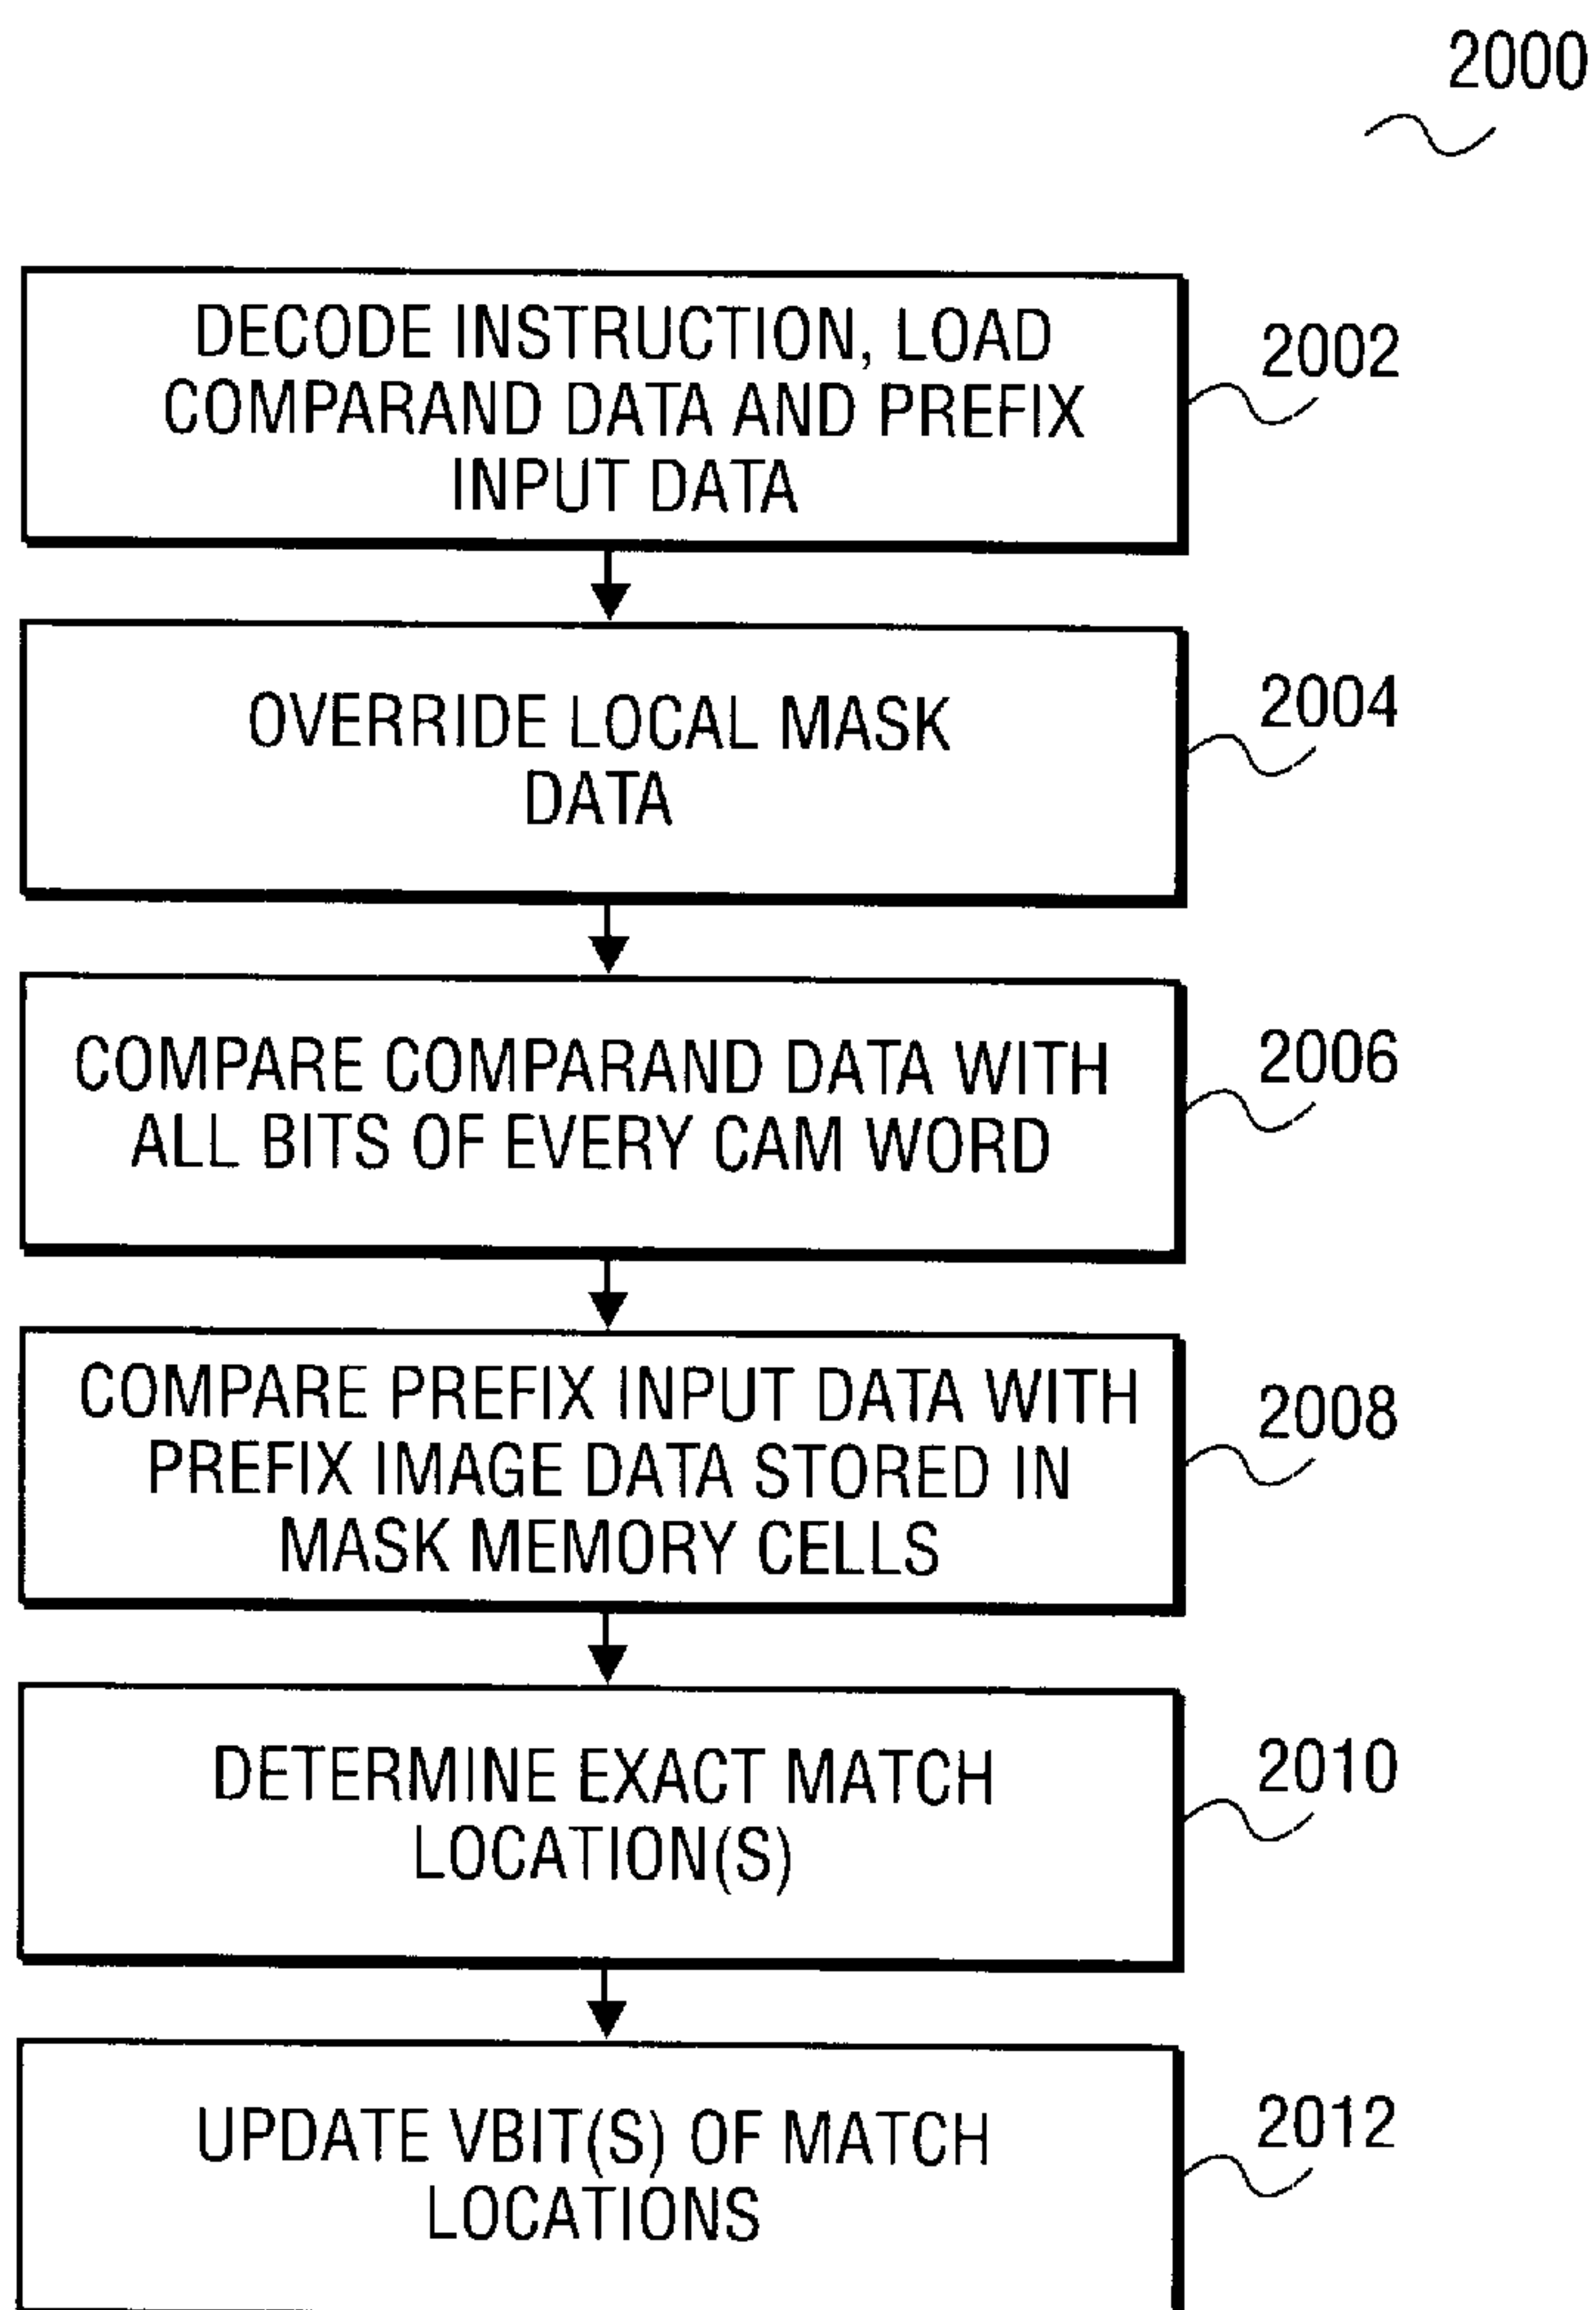 2000
DECODE INSTRUCTION, LOAD
COMPARAND DATA AND PREFIX
INPUT DATA
2002
OVERRIDE LOCAL MASK
DATA
2004
COMPARE COMPARAND DATA WITH
ALL BITS OF EVERY CAM WORD
2006
COMPARE PREFIX INPUT DATA WITH
PREFIX IMAGE DATA STORED IN
MASK MEMORY CELLS
2008
DETERMINE EXACT MATCH
LOCATION(S)
2010
UPDATE VBIT(S) OF MATCH
LOCATIONS
2012